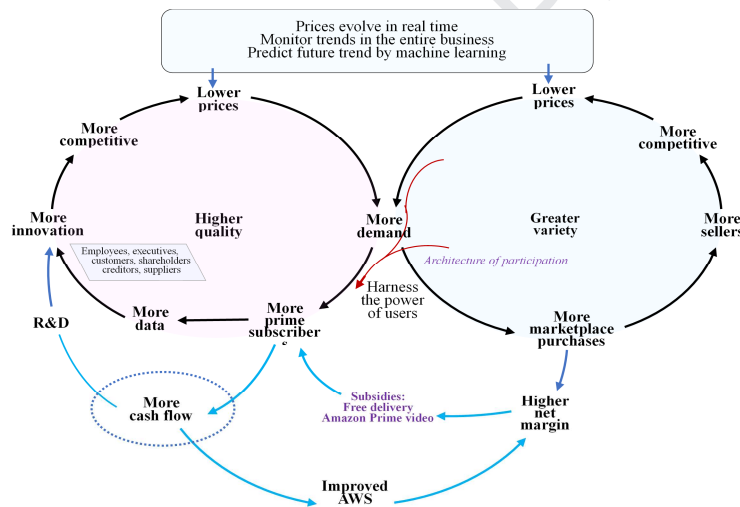 Prices evolve in real time
Monitor trends in the entire business
Predict future trend by machine learning
Lower
prices
Lower
prices
More
competitive
More
competitive
More
innovation
Higher
quality
More
demand
Greater
variety
More
sellers
Employees, executives,
customers, shareholders
creditors, suppliers
Architecture of participation
Harness
the power
of users
R&D
More
data
More
prime
subscriber
s
More
marketplace
purchases
More
cash flow
Subsidies:
Free delivery
Amazon Prime video
Higher
net
margin
Improved
AWS